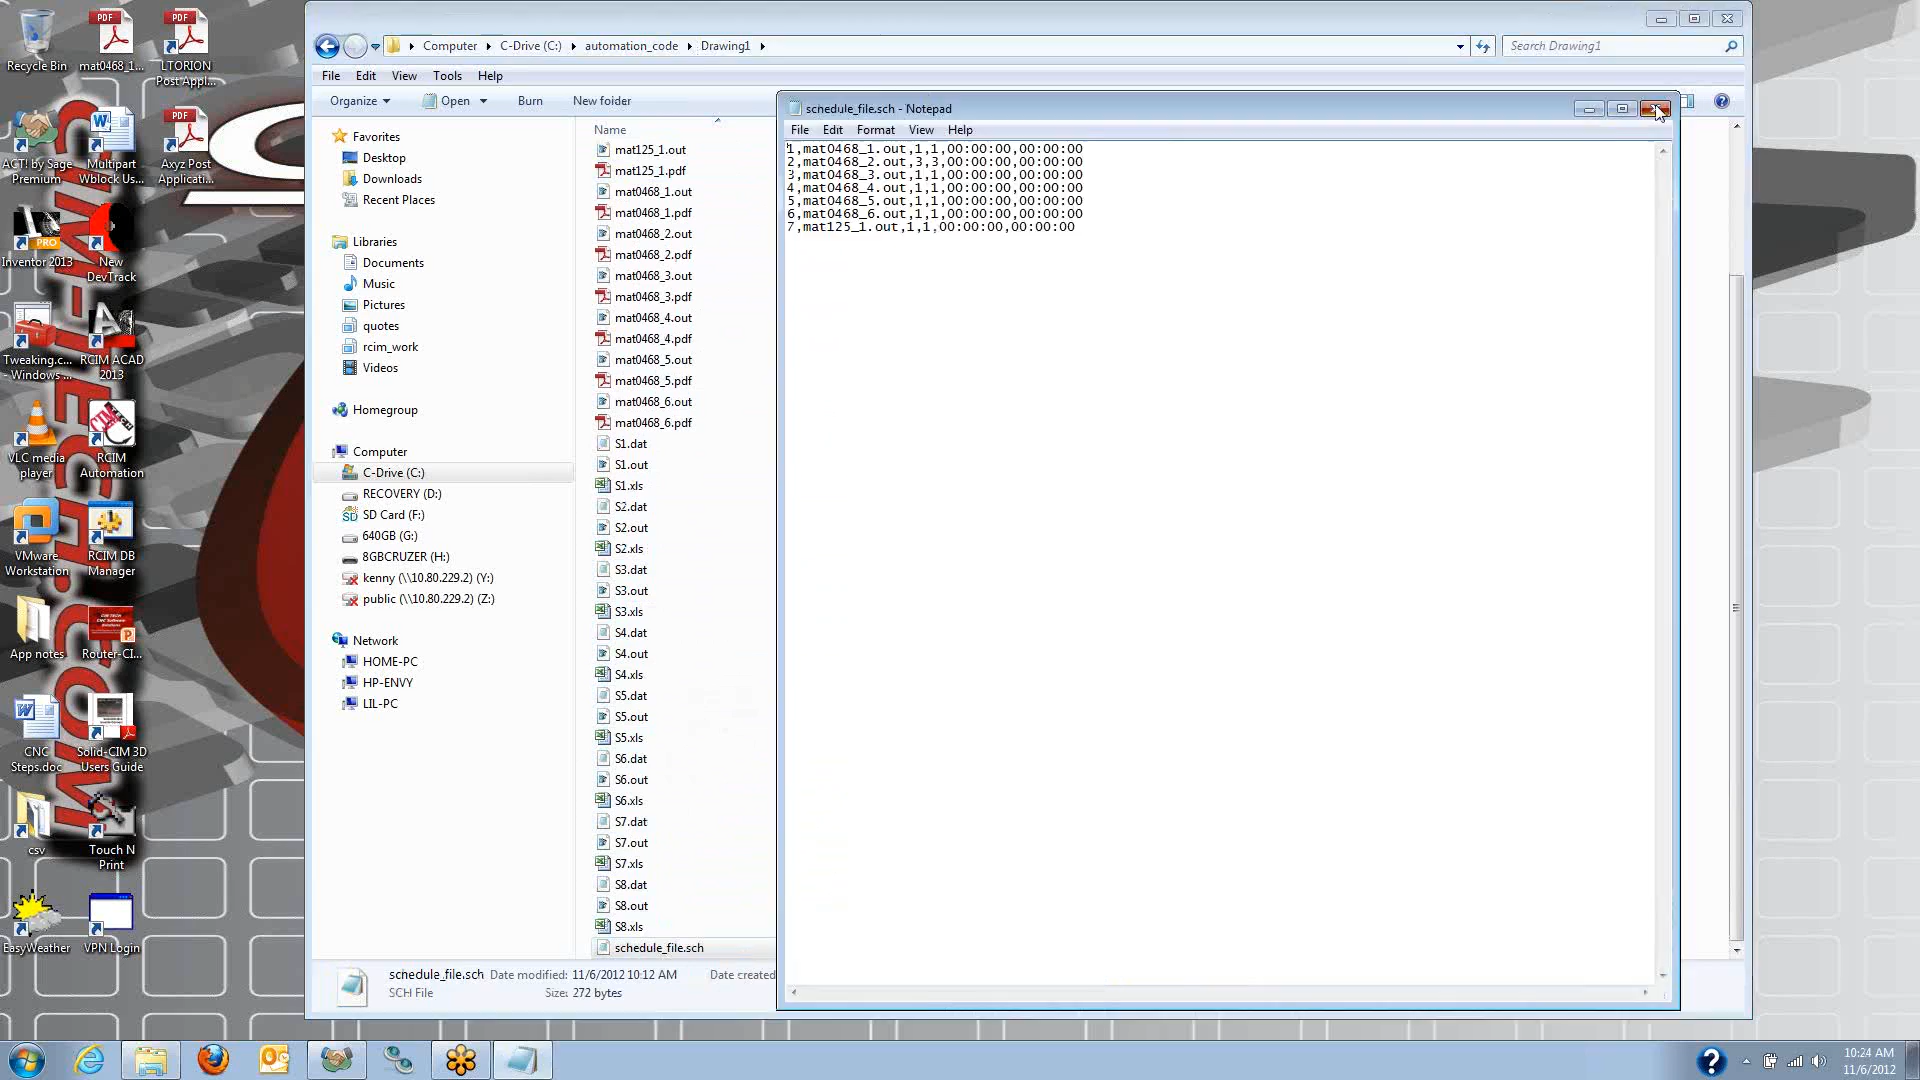 Recycle Bin
mat0468_1...
LTORION
Post Appl...
ACT! by Sage
Premium
Multipart
Wblock Us...
Axyz Post
Applicati...
Inventor 2013
New
DevTrack
Tweaking.c...
- Windows ...
RCIM ACAD
2013
VLC media
player
RCIM
Automation
VMware
Workstation
RCIM DB
Manager
App notes
Router-CI...
CNC
Steps.doc
Solid-CIM 3D
Users Guide
csv
Touch N
Print
EasyWeather
VPN Login
CIM-TECH.COM
Computer
C-Drive (C:)
automation_code
Drawing1
Search Drawing1
File Edit View Tools Help
Organize
Open
Burn
New folder
Favorites
Desktop
Downloads
Recent Places
Libraries
Documents
Music
Pictures
quotes
rcim_work
Videos
Homegroup
Computer
C-Drive (C:)
RECOVERY (D:)
SD Card (F:)
640GB (G:)
8GBCRUZER (H:)
kenny (\\10.80.229.2) (Y:)
public (\\10.80.229.2) (Z:)
Network
HOME-PC
HP-ENVY
LIL-PC
Name
mat125_1.out
mat125_1.pdf
mat0468_1.out
mat0468_1.pdf
mat0468_2.out
mat0468_2.pdf
mat0468_3.out
mat0468_3.pdf
mat0468_4.out
mat0468_4.pdf
mat0468_5.out
mat0468_5.pdf
mat0468_6.out
mat0468_6.pdf
S1.dat
S1.out
S1.xls
S2.dat
S2.out
S2.xls
S3.dat
S3.out
S3.xls
S4.dat
S4.out
S4.xls
S5.dat
S5.out
S5.xls
S6.dat
S6.out
S6.xls
S7.dat
S7.out
S7.xls
S8.dat
S8.out
S8.xls
schedule_file.sch
schedule_file.sch Date modified: 11/6/2012 10:12 AM Date created
SCH File Size: 272 bytes
schedule_file.sch - Notepad
File Edit Format View Help
1,mat0468_1.out,1,1,00:00:00,00:00:00
2,mat0468_2.out,3,3,00:00:00,00:00:00
3,mat0468_3.out,1,1,00:00:00,00:00:00
4,mat0468_4.out,1,1,00:00:00,00:00:00
5,mat0468_5.out,1,1,00:00:00,00:00:00
6,mat0468_6.out,1,1,00:00:00,00:00:00
7,mat125_1.out,1,1,00:00:00,00:00:00
10:24 AM
11/6/2012